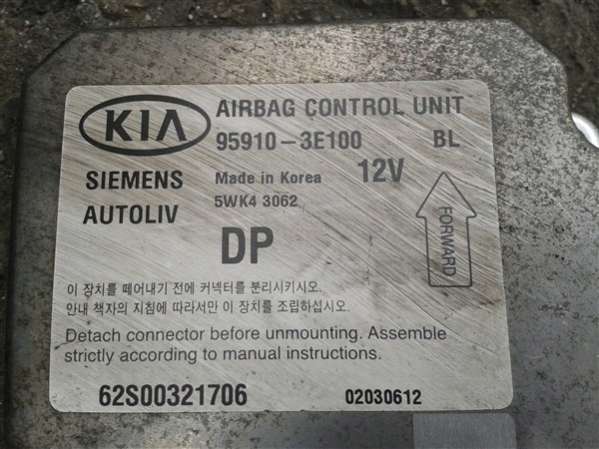 KIA AIRBAG CONTROL UNIT
95910-3E100 BL
SIEMENS Made in Korea 12V
AUTOLIV 5WK4 3062
DP
FORWARD
이 장치를 떼어내기 전에 커넥터를 분리시키시오.
안내 책자의 지침에 따라서만 이 장치를 조립하십시오.
Detach connector before unmounting. Assemble
strictly according to manual instructions.
62S00321706 02030612